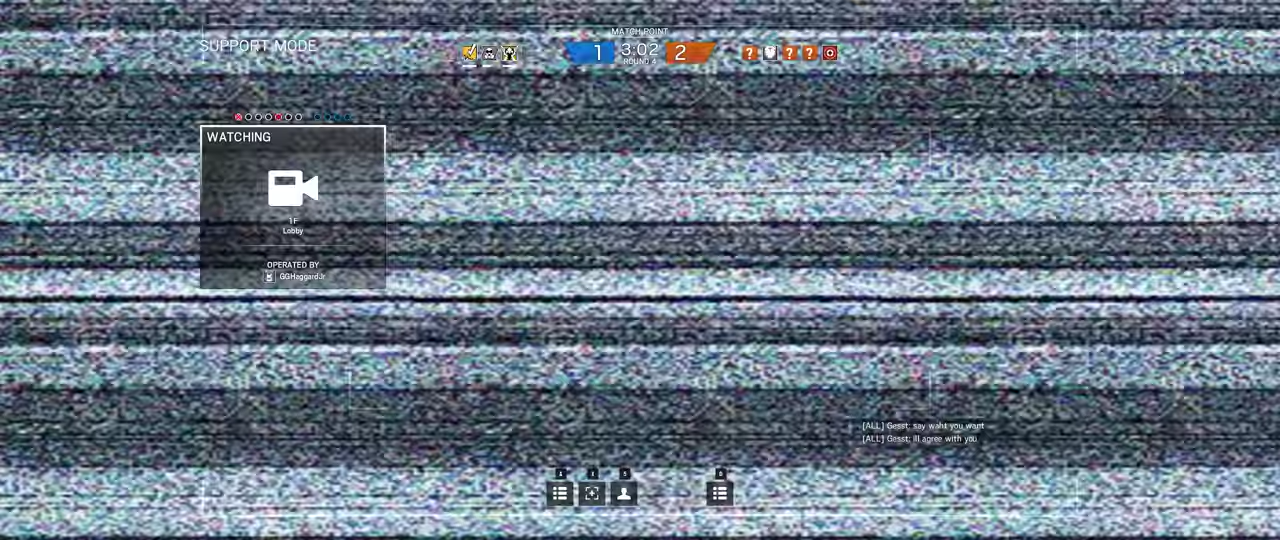 SUPPORT MODE
MATCH POINT
1 3:02 2
ROUND 4
? ? ? ?
WATCHING
1F
Lobby
OPERATED BY
GGHaggardJr
[ALL] Gesst: say waht you want
[ALL] Gesst: ill agree with you